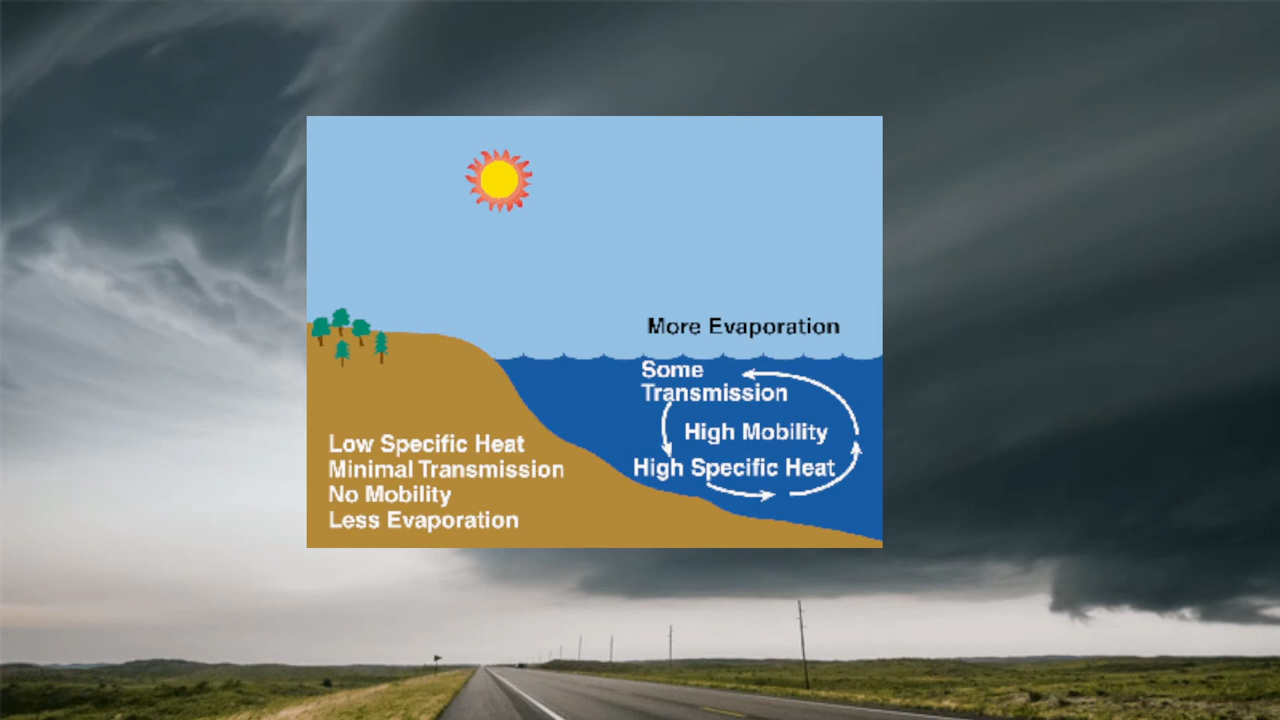 More Evaporation
Some
Transmission
High Mobility
High Specific Heat
Low Specific Heat
Minimal Transmission
No Mobility
Less Evaporation